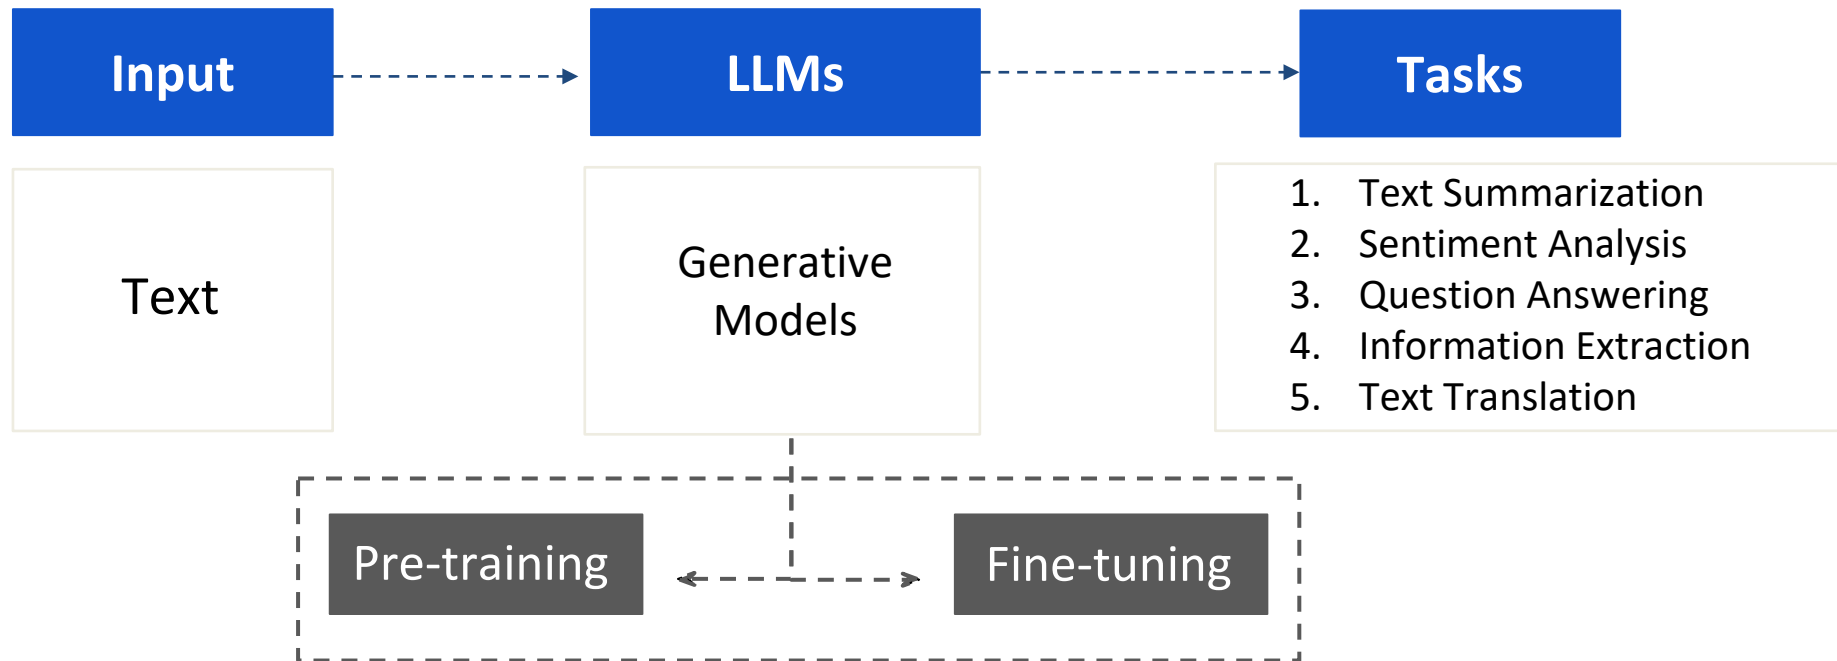 Input
LLMs
Tasks
Text
Generative
Models
1. Text Summarization
2. Sentiment Analysis
3. Question Answering
4. Information Extraction
5. Text Translation
Pre-training
Fine-tuning